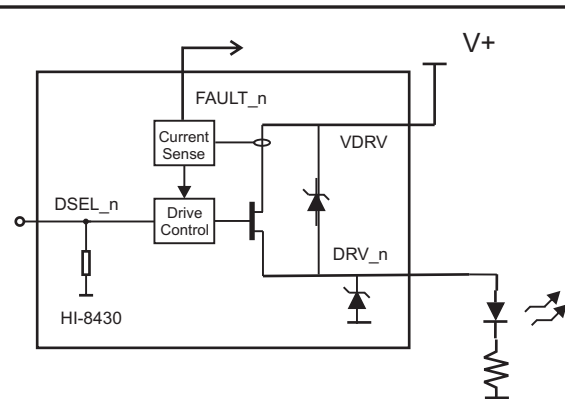 V+
FAULT_n
Current
Sense
VDRV
DSEL_n
Drive
Control
DRV_n
HI-8430